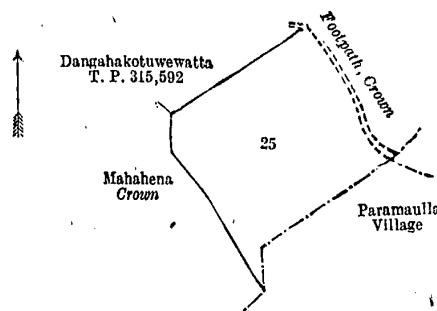 Footpath, Crown
Dangahakotuwewatta
T. P. 315,592
25
Mahahena
Crown
Paramaulla
Village